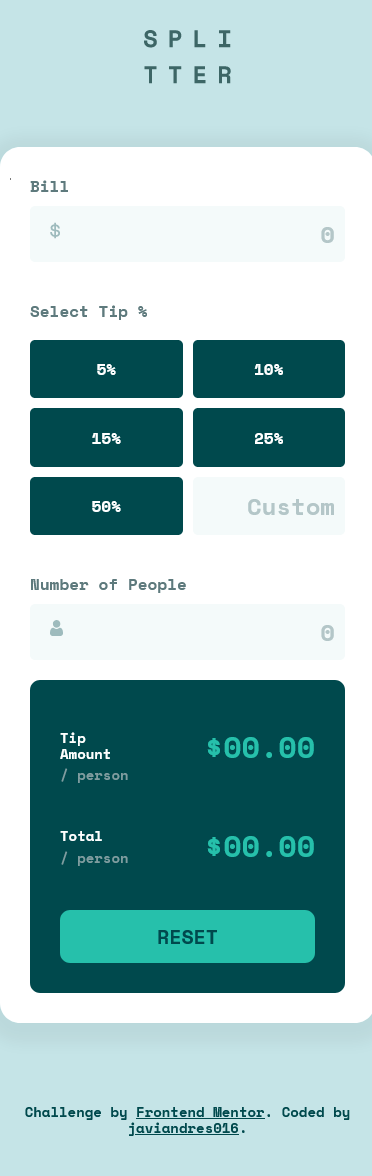 SPLI
TTER
Bill
$ 0
Select Tip %
5% 10%
15% 25%
50% Custom
Number of People
0
Tip
Amount
/ person
$00.00
Total
/ person
$00.00
RESET
Challenge by Frontend Mentor. Coded by
javiandres016.